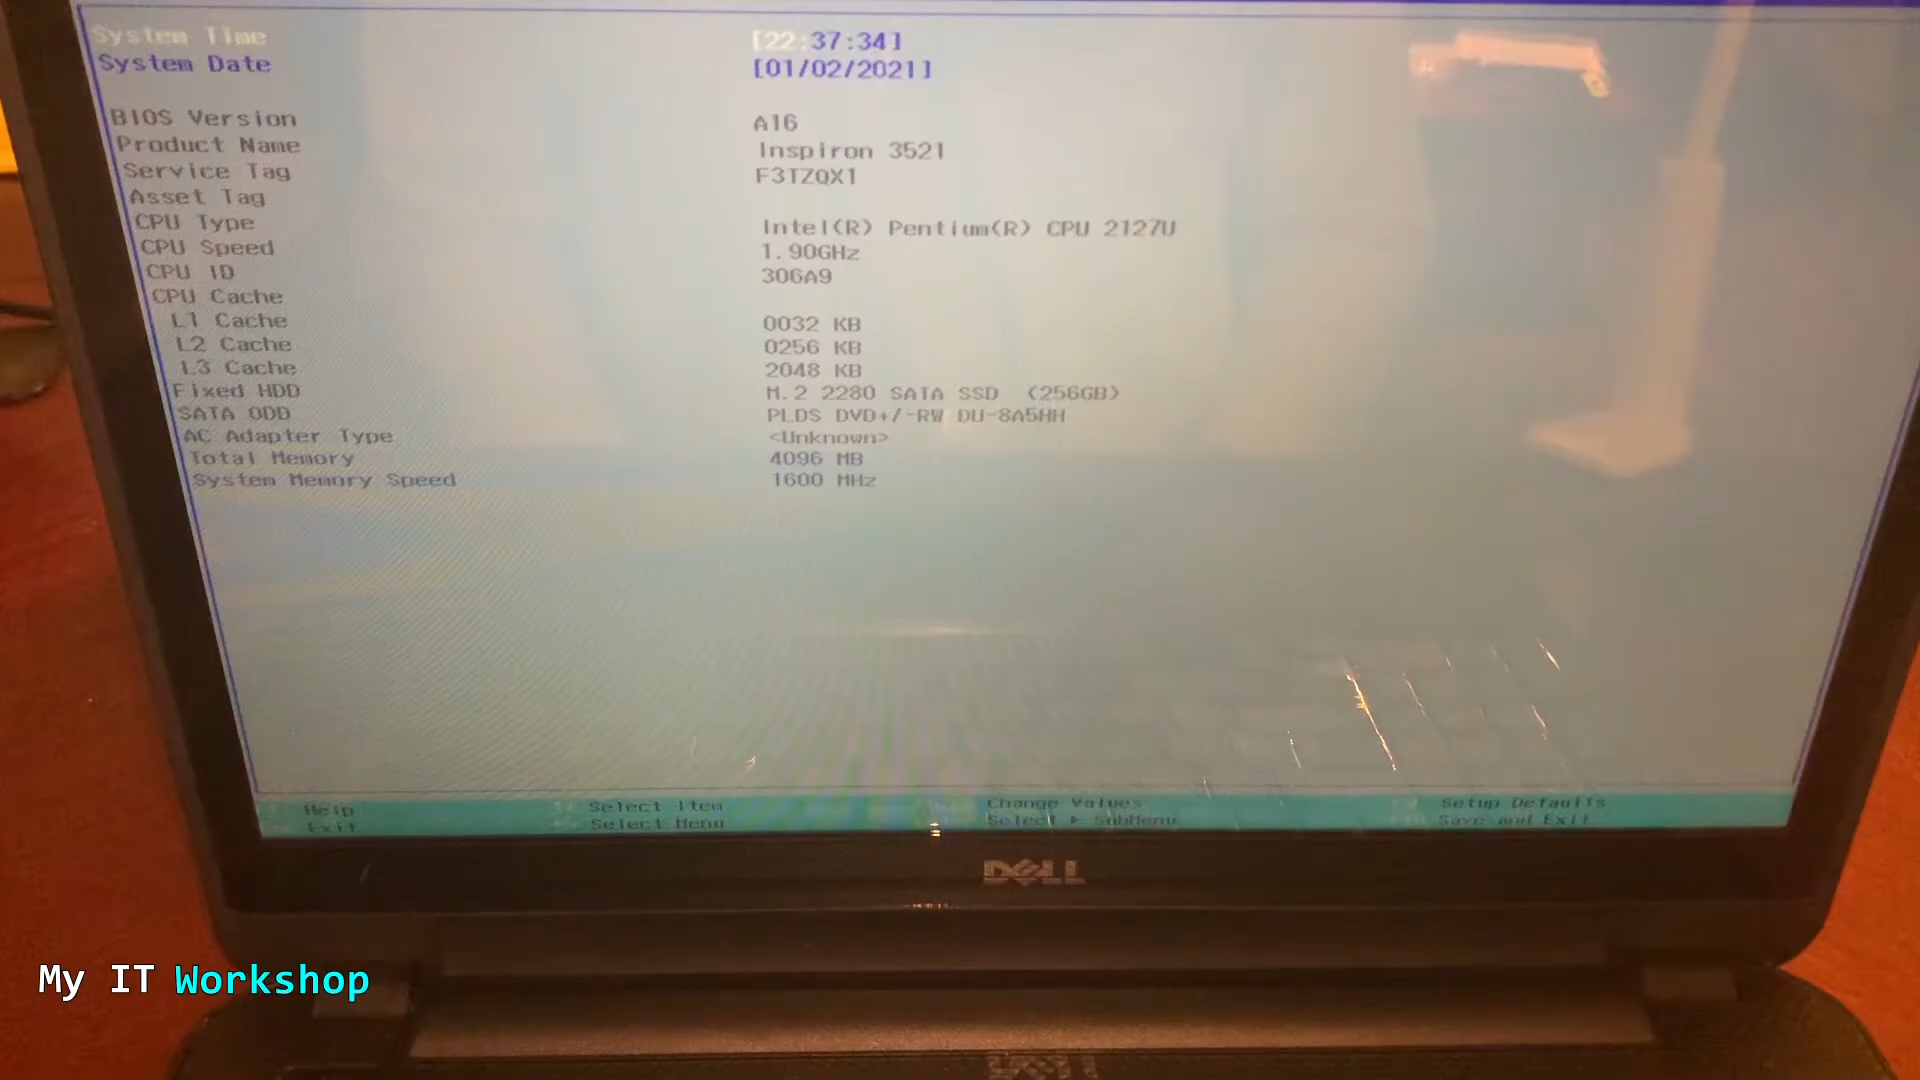 System Time [22:37:34]
System Date [01/02/2021]
BIOS Version A16
Product Name Inspiron 3521
Service Tag F3TZQX1
Asset Tag
CPU Type Intel(R) Pentium(R) CPU 2127U
CPU Speed 1.90GHz
CPU ID 306A9
CPU Cache
L1 Cache 0032 KB
L2 Cache 0256 KB
L3 Cache 2048 KB
Fixed HDD M.2 2280 SATA SSD (256GB)
SATA ODD PLDS DVD+/-RW DU-8A5HH
AC Adapter Type <Unknown>
Total Memory 4096 MB
System Memory Speed 1600 MHz
Help Select Item Change Values Setup Defaults
Exit Select Menu Select ▶ SubMenu Save and Exit
DELL
My IT Workshop